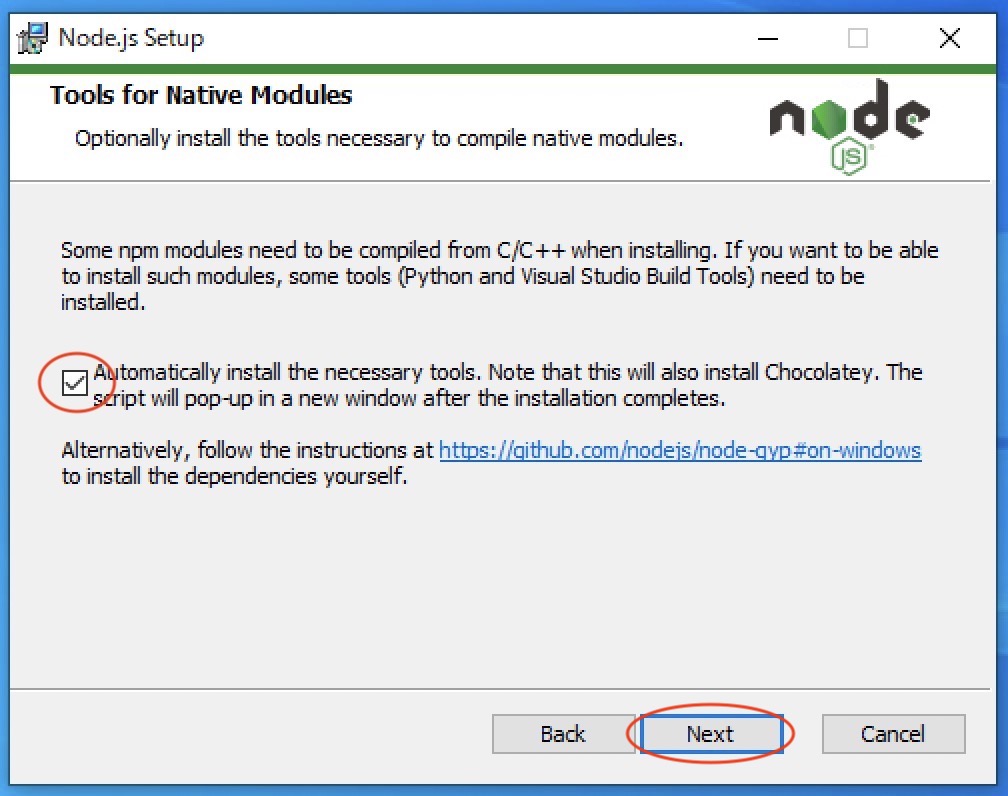 Node.js Setup
Tools for Native Modules
Optionally install the tools necessary to compile native modules.
node
JS®
Some npm modules need to be compiled from C/C++ when installing. If you want to be able
to install such modules, some tools (Python and Visual Studio Build Tools) need to be
installed.
Automatically install the necessary tools. Note that this will also install Chocolatey. The
script will pop-up in a new window after the installation completes.
Alternatively, follow the instructions at https://github.com/nodejs/node-gyp#on-windows
to install the dependencies yourself.
Back
Next
Cancel